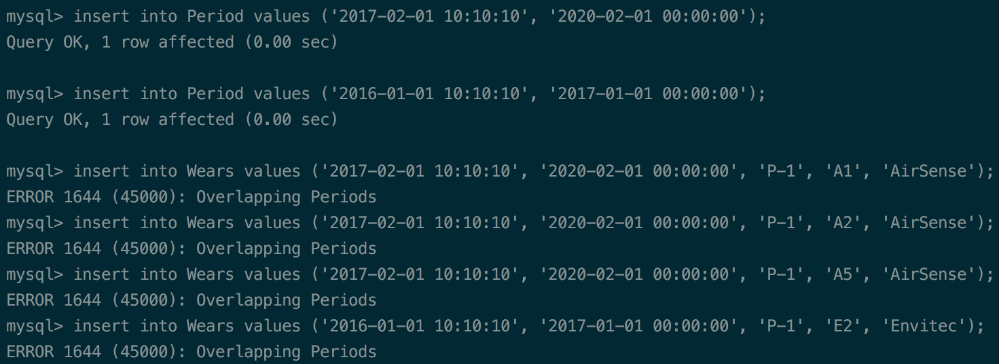 mysql> insert into Period values ('2017-02-01 10:10:10', '2020-02-01 00:00:00');
Query OK, 1 row affected (0.00 sec)
mysql> insert into Period values ('2016-01-01 10:10:10', '2017-01-01 00:00:00');
Query OK, 1 row affected (0.00 sec)
mysql> insert into Wears values ('2017-02-01 10:10:10', '2020-02-01 00:00:00', 'P-1', 'A1', 'AirSense');
ERROR 1644 (45000): Overlapping Periods
mysql> insert into Wears values ('2017-02-01 10:10:10', '2020-02-01 00:00:00', 'P-1', 'A2', 'AirSense');
ERROR 1644 (45000): Overlapping Periods
mysql> insert into Wears values ('2017-02-01 10:10:10', '2020-02-01 00:00:00', 'P-1', 'A5', 'AirSense');
ERROR 1644 (45000): Overlapping Periods
mysql> insert into Wears values ('2016-01-01 10:10:10', '2017-01-01 00:00:00', 'P-1', 'E2', 'Envitec');
ERROR 1644 (45000): Overlapping Periods